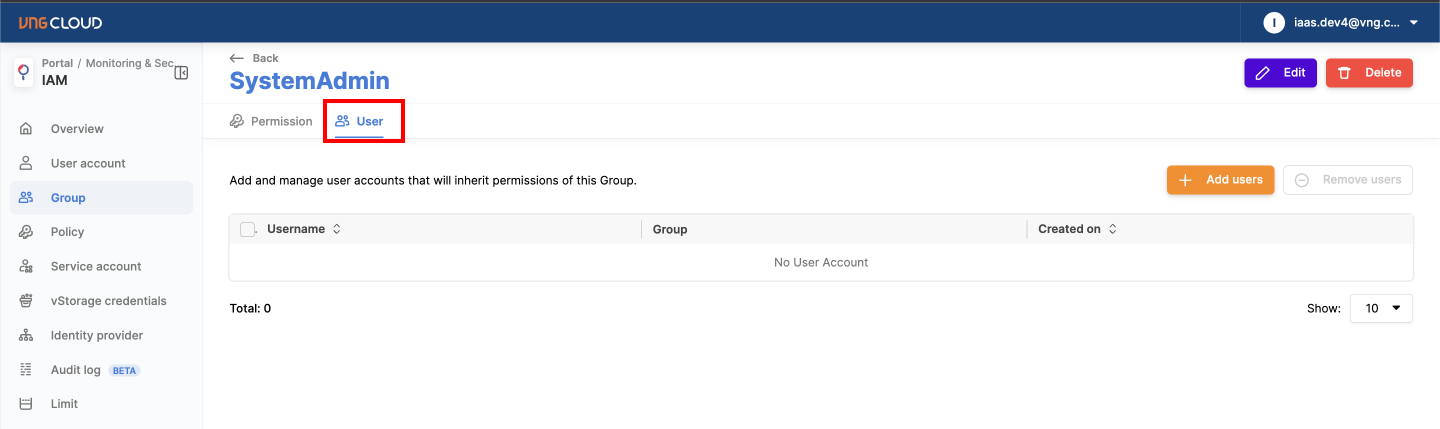 VNG CLOUD
I iaas.dev4@vng.c...
Portal / Monitoring & Sec
IAM
Back
SystemAdmin
Edit Delete
Permission User
Overview
User account
Group
Policy
Service account
vStorage credentials
Identity provider
Audit log BETA
Limit
Add and manage user accounts that will inherit permissions of this Group.
Add users Remove users
Username Group Created on
No User Account
Total: 0
Show: 10